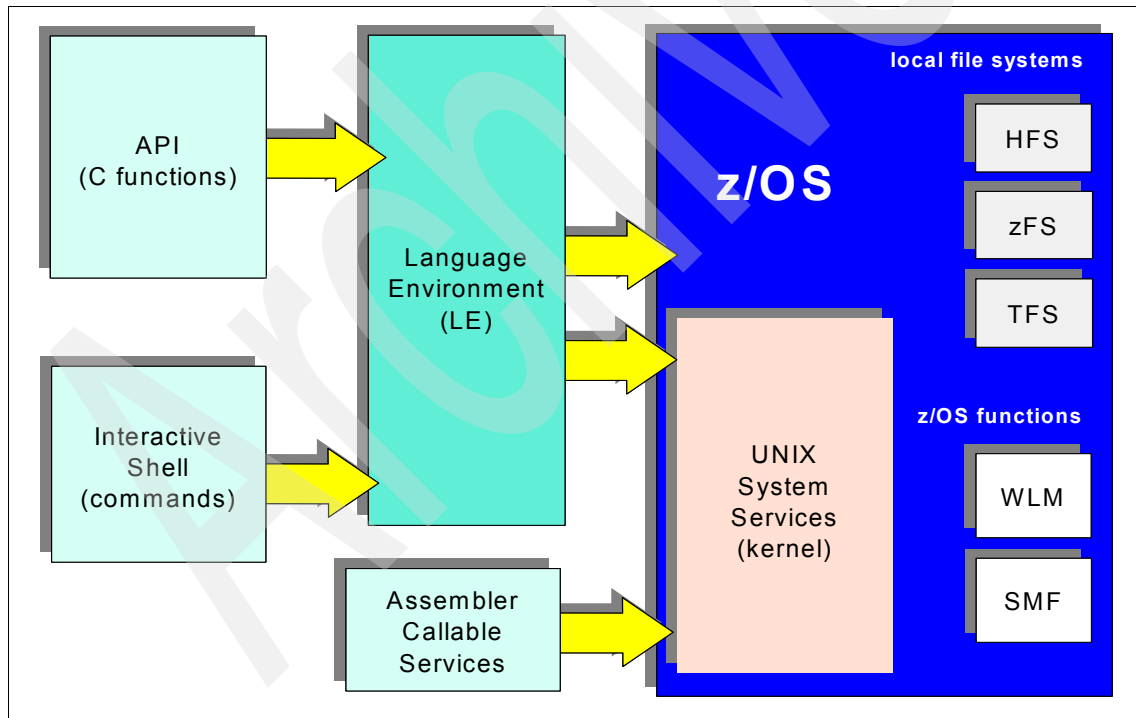 API
(C functions)
Interactive
Shell
(commands)
Language
Environment
(LE)
Assembler
Callable
Services
z/OS
UNIX
System
Services
(kernel)
local file systems
HFS
zFS
TFS
z/OS functions
WLM
SMF